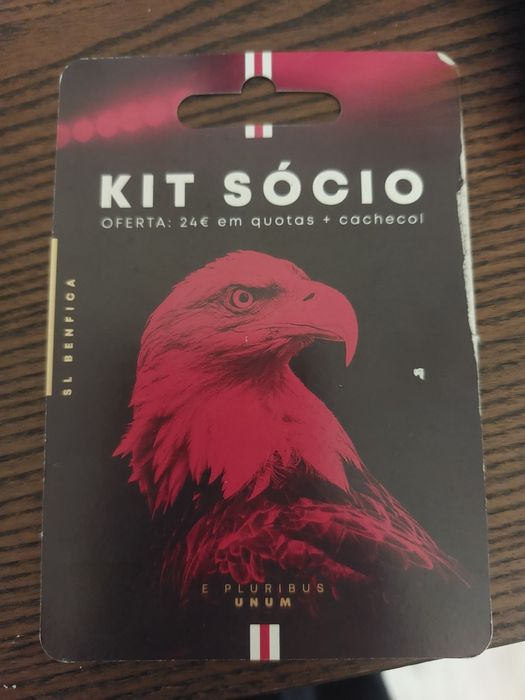 KIT SÓCIO
OFERTA: 24€ em quotas + cachecol
SL BENFICA
E PLURIBUS
UNUM